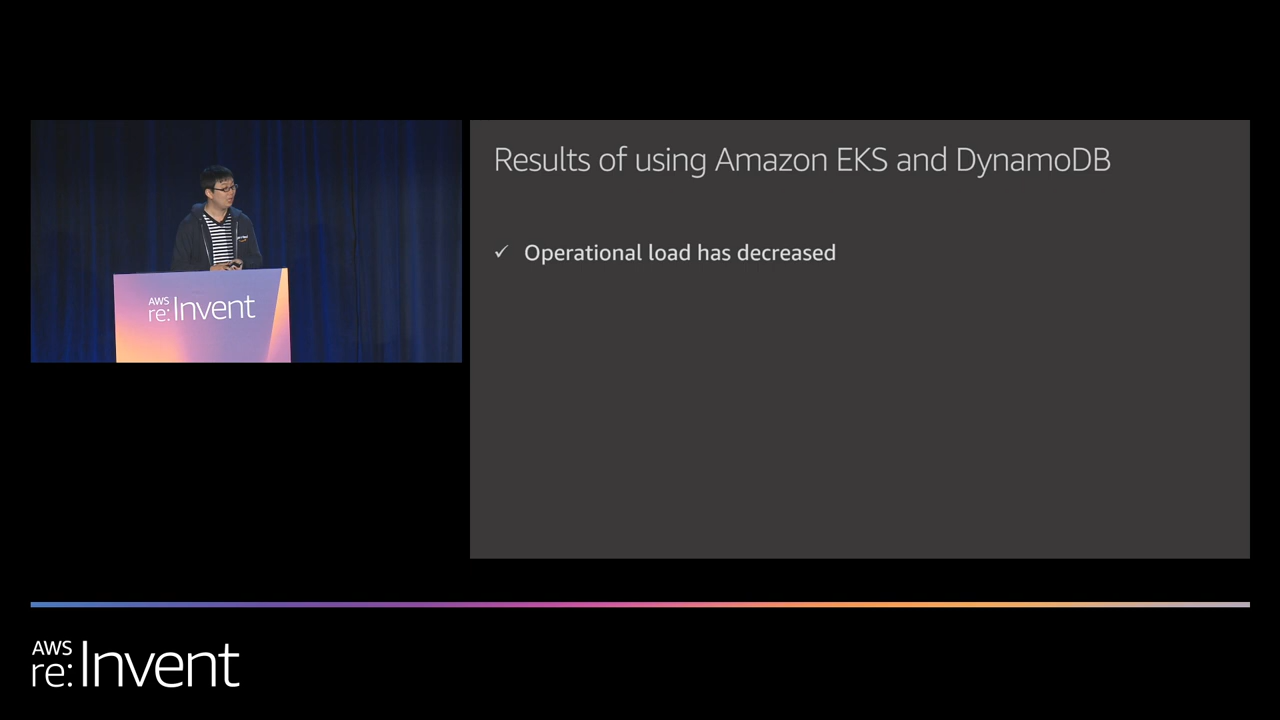 AWS
re:Invent
Results of using Amazon EKS and DynamoDB
✓ Operational load has decreased
AWS
re:Invent